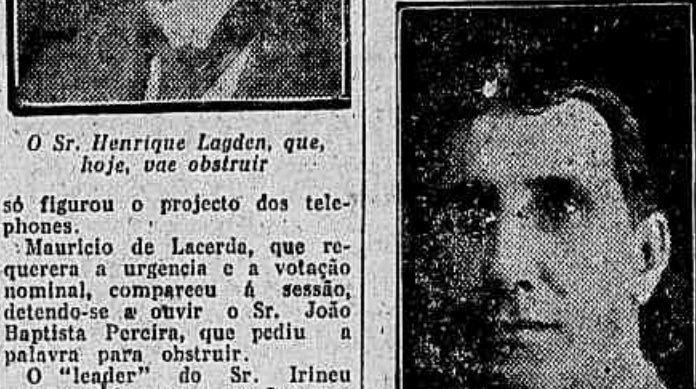 O Sr. Henrique Lagden, que,
hoje, vae obstruir
só figurou o projecto dos tele-
phones.
Mauricio de Lacerda, que re-
querera a urgencia e a votação
nominal, compareceu á sessão,
detendo-se a ouvir o Sr. João
Baptista Pereira, que pediu a
palavra para obstruir.
O "leader" do Sr. Irineu